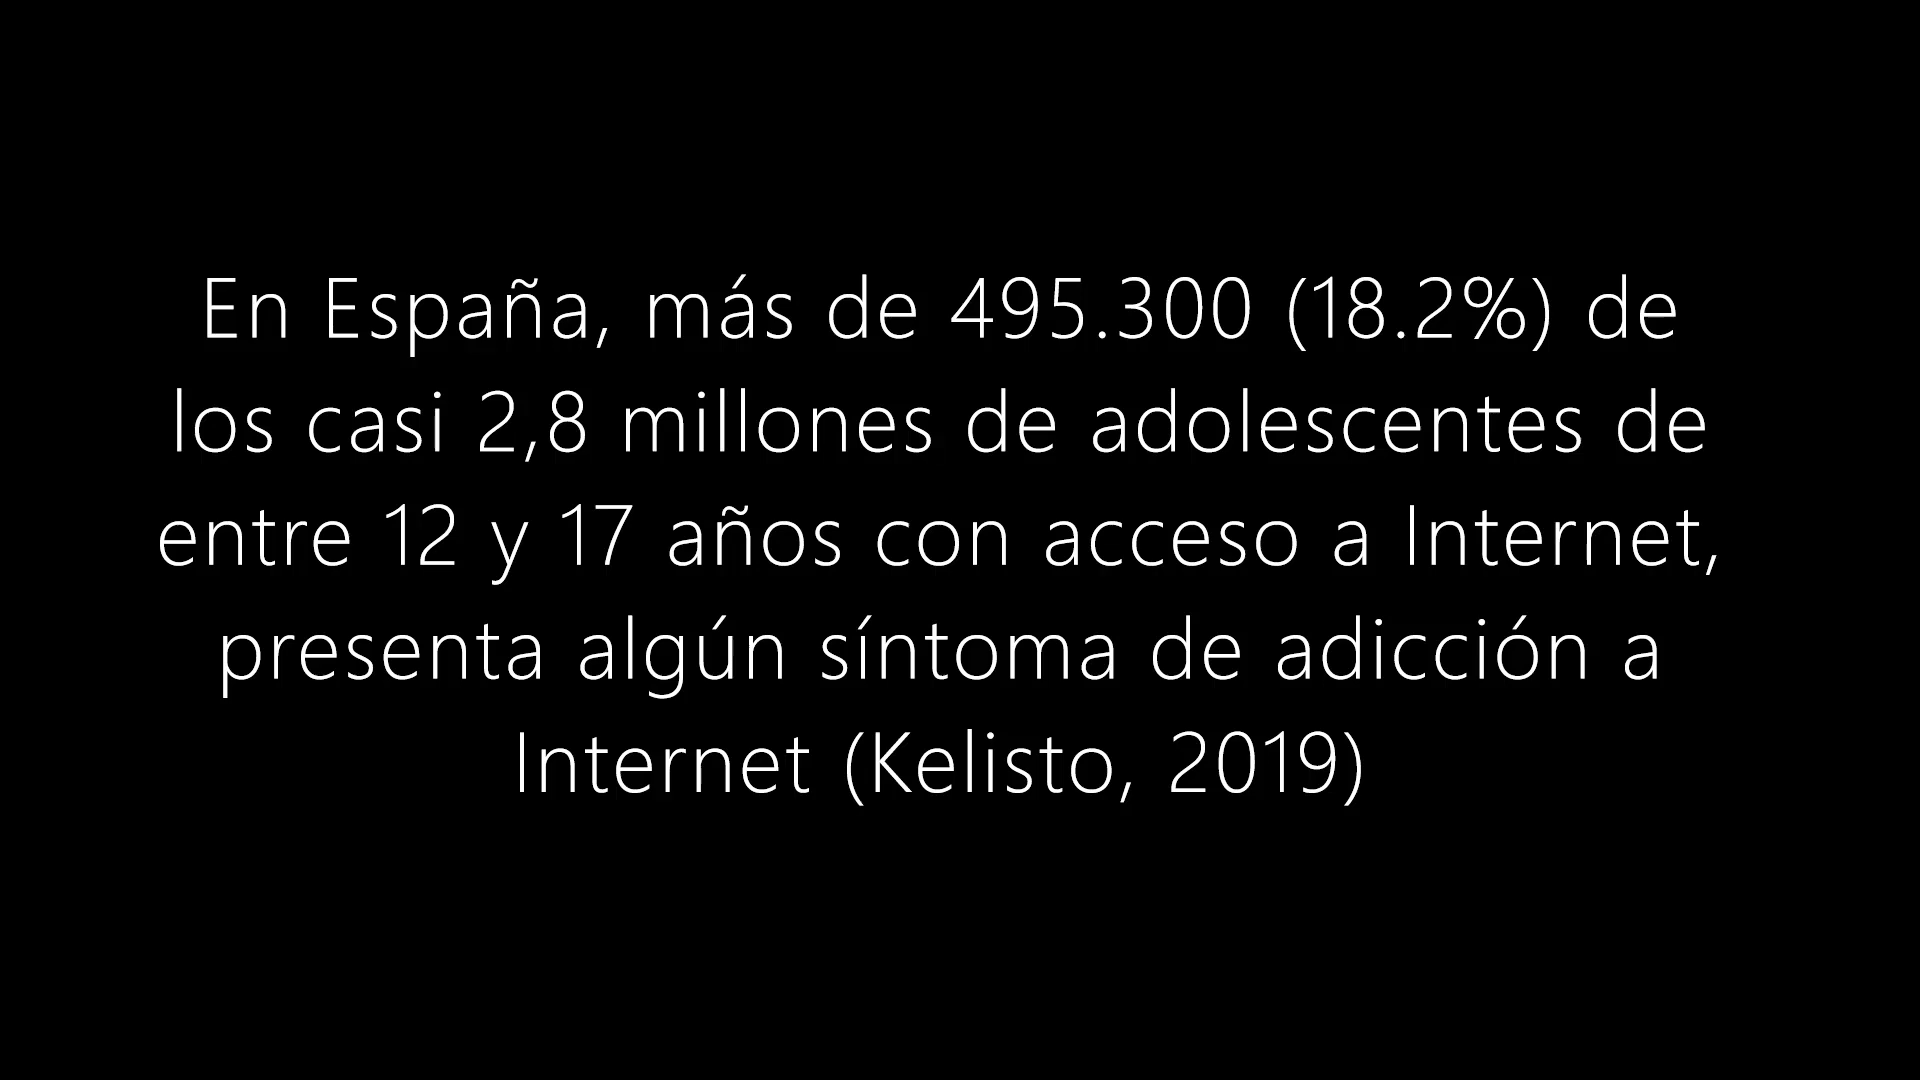 En España, más de 495.300 (18.2%) de
los casi 2,8 millones de adolescentes de
entre 12 y 17 años con acceso a Internet,
presenta algún síntoma de adicción a
Internet (Kelisto, 2019)